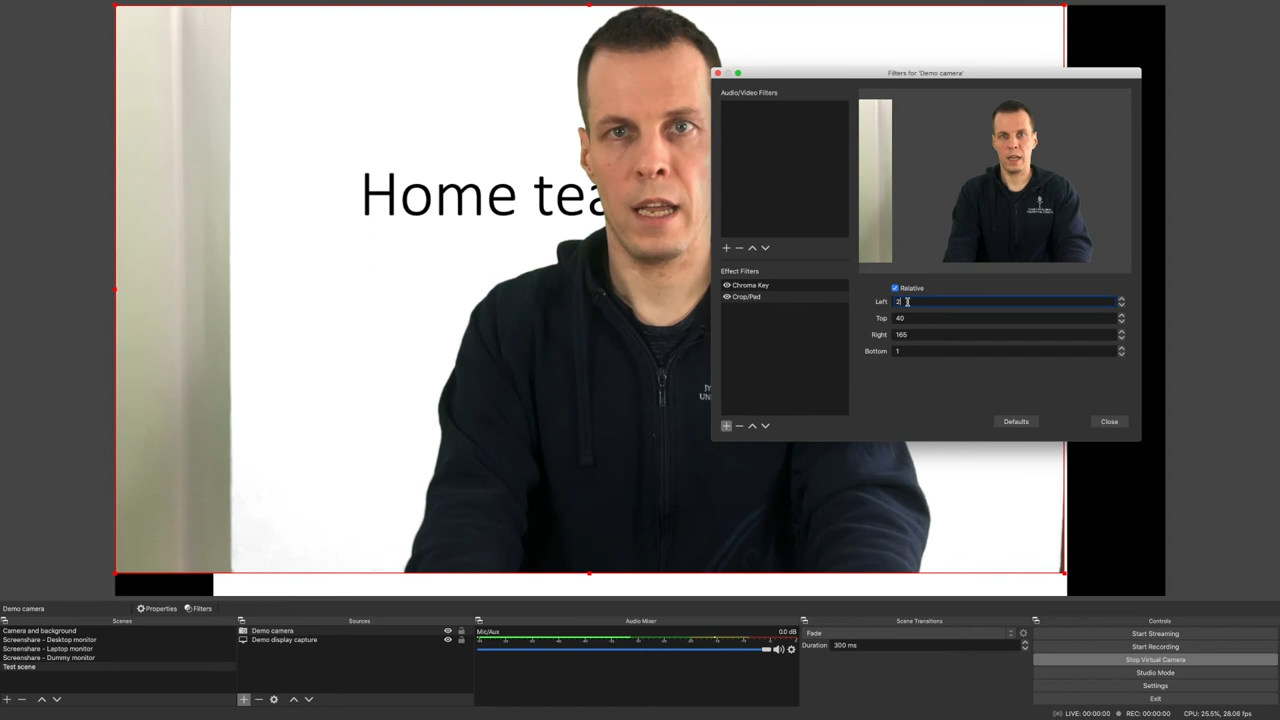 Home tea
Filters for 'Demo camera'
Audio/Video Filters
Effect Filters
Chroma Key
Crop/Pad
Relative
Left 2
Top 40
Right 165
Bottom 1
Defaults
Close
Demo camera
Properties
Filters
Scenes
Camera and background
Screenshare - Desktop monitor
Screenshare - Laptop monitor
Screenshare - Dummy monitor
Test scene
Sources
Demo camera
Demo display capture
Audio Mixer
Mic/Aux 0.0 dB
Scene Transitions
Fade
Duration 300 ms
Controls
Start Streaming
Start Recording
Stop Virtual Camera
Studio Mode
Settings
Exit
LIVE: 00:00:00 REC: 00:00:00 CPU: 25.5%, 28.06 fps